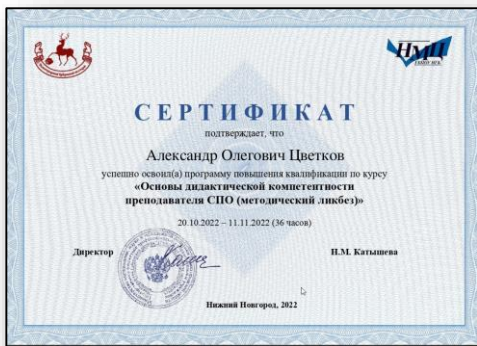 НМЦ
СЕРТИФИКАТ
подтверждает, что
Александр Олегович Цветков
успешно освоил(а) программу повышения квалификации по курсу
«Основы дидактической компетентности
преподавателя СПО (методический ликбез)»
20.10.2022 – 11.11.2022 (36 часов)
Директор
Н.М. Катышева
Нижний Новгород, 2022